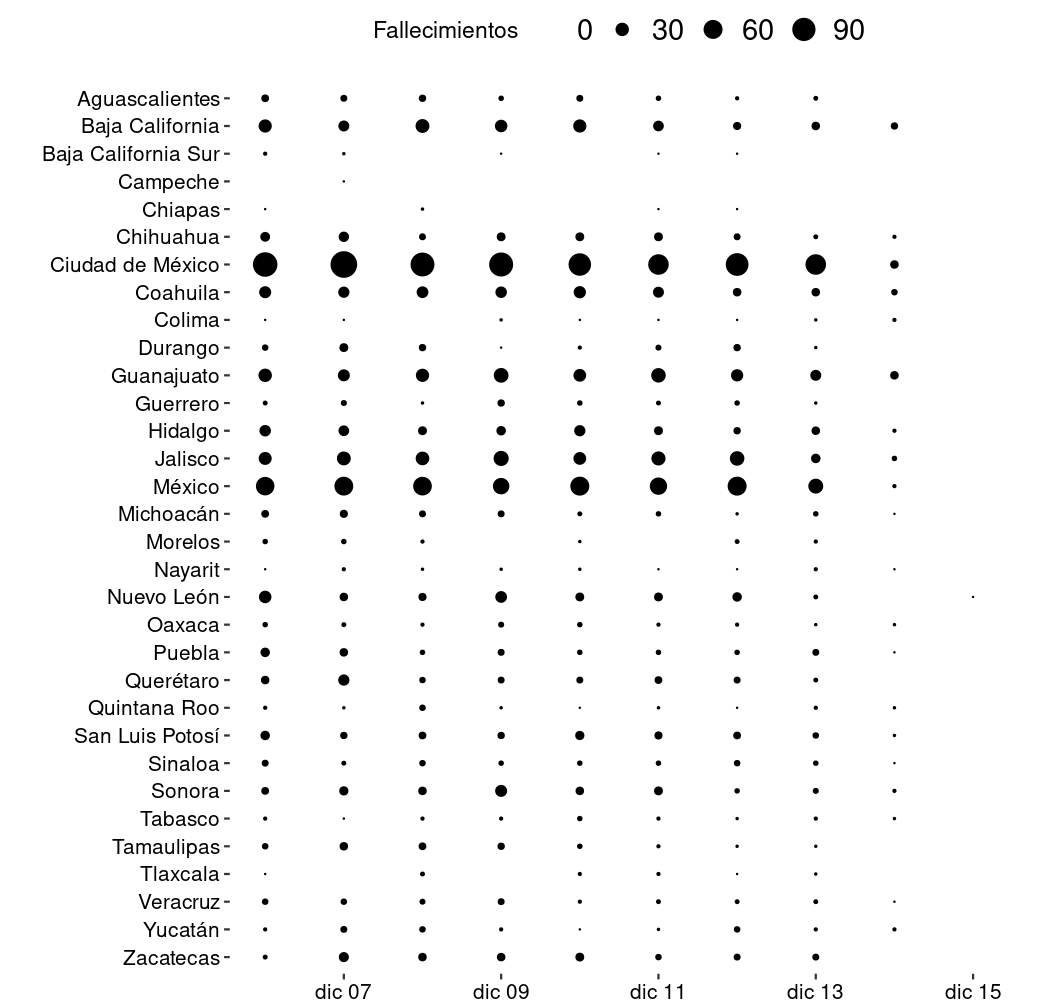 Fallecimientos 0 30 60 90
Aguascalientes
Baja California
Baja California Sur
Campeche
Chiapas
Chihuahua
Ciudad de México
Coahuila
Colima
Durango
Guanajuato
Guerrero
Hidalgo
Jalisco
México
Michoacán
Morelos
Nayarit
Nuevo León
Oaxaca
Puebla
Querétaro
Quintana Roo
San Luis Potosí
Sinaloa
Sonora
Tabasco
Tamaulipas
Tlaxcala
Veracruz
Yucatán
Zacatecas
dic 07 dic 09 dic 11 dic 13 dic 15